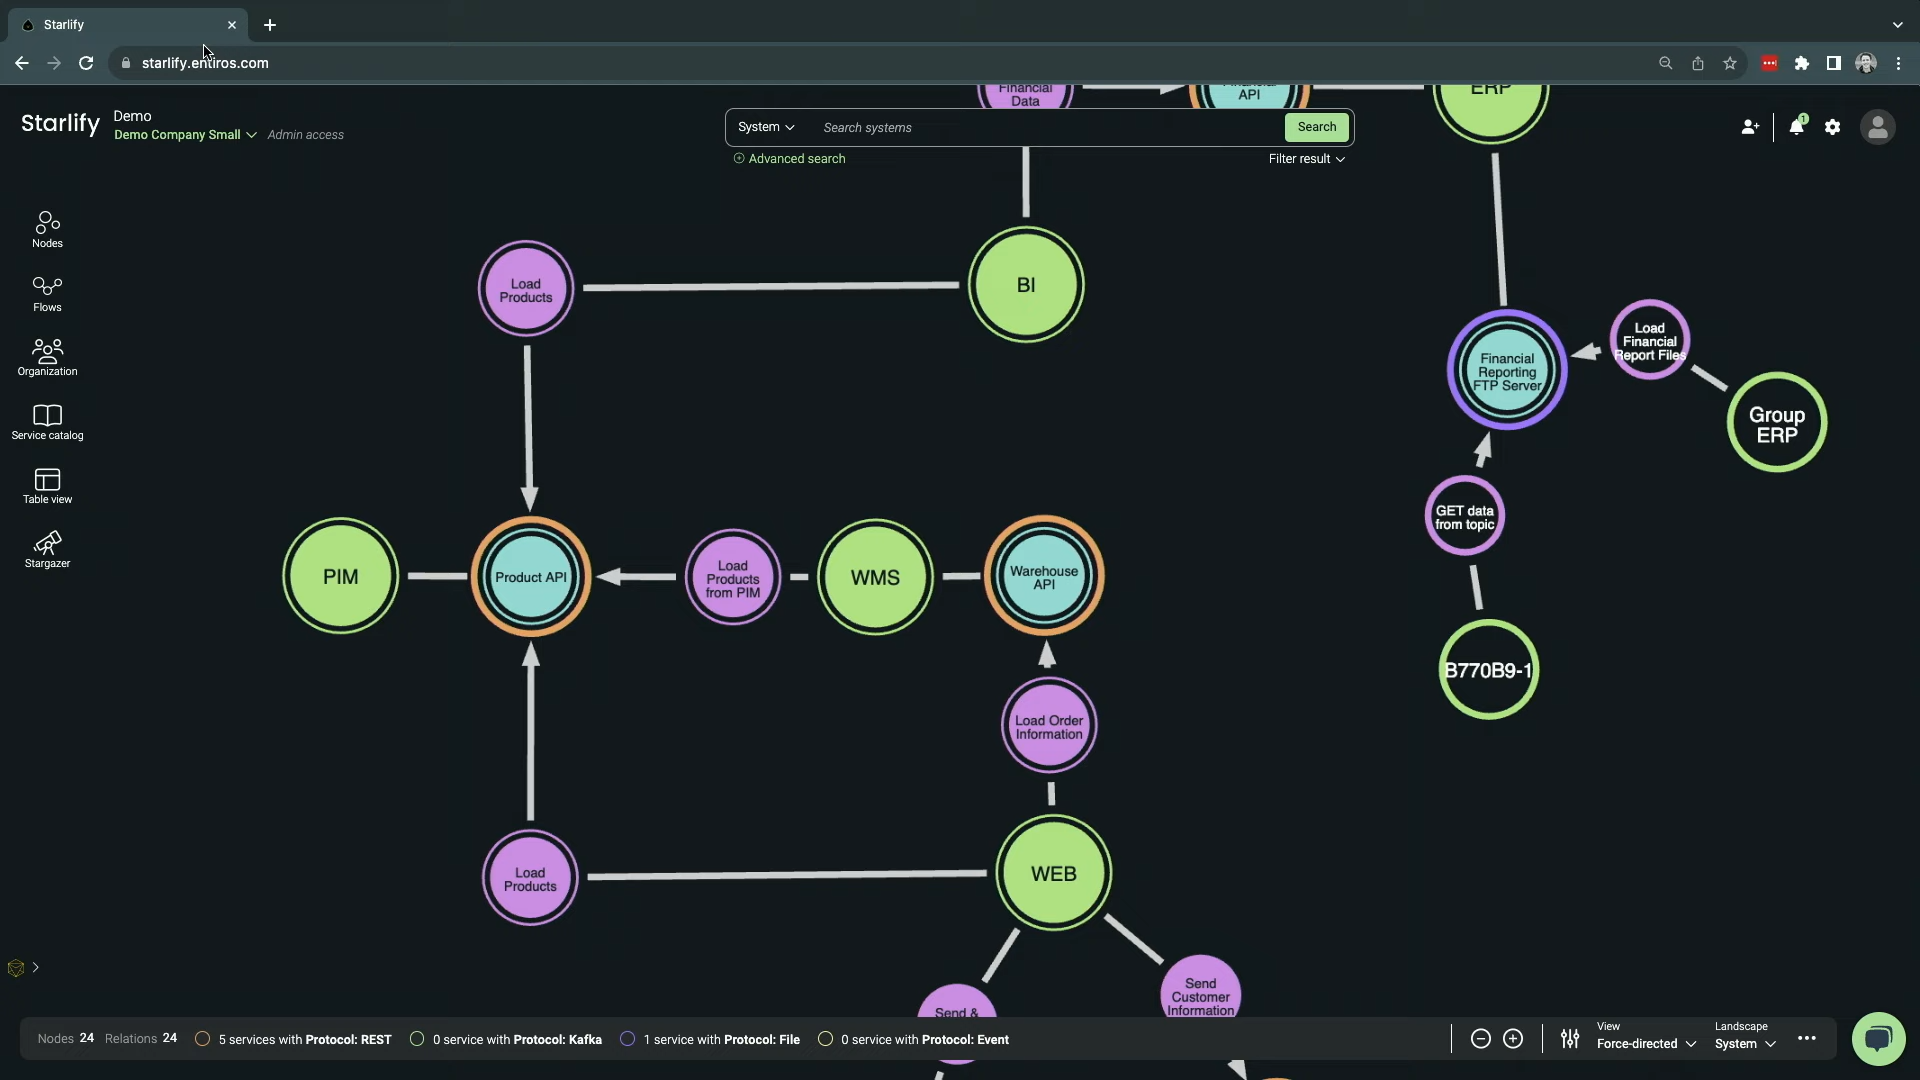 Starlify
starlify.entiros.com
Starlify
Demo
Demo Company Small
Admin access
System
Search systems
Search
Advanced search
Filter result
1
Nodes
Flows
Organization
Service catalog
Table view
Stargazer
Financial
Data
API
ERP
Load
Products
BI
Financial
Reporting
FTP Server
Load
Financial
Report Files
Group
ERP
GET data
from topic
B770B9-1
PIM
Product API
Load
Products
from PIM
WMS
Warehouse
API
Load Order
Information
Load
Products
WEB
Send &
Send
Customer
Information
Nodes 24 Relations 24
5 services with Protocol: REST
0 service with Protocol: Kafka
1 service with Protocol: File
0 service with Protocol: Event
View
Force-directed
Landscape
System